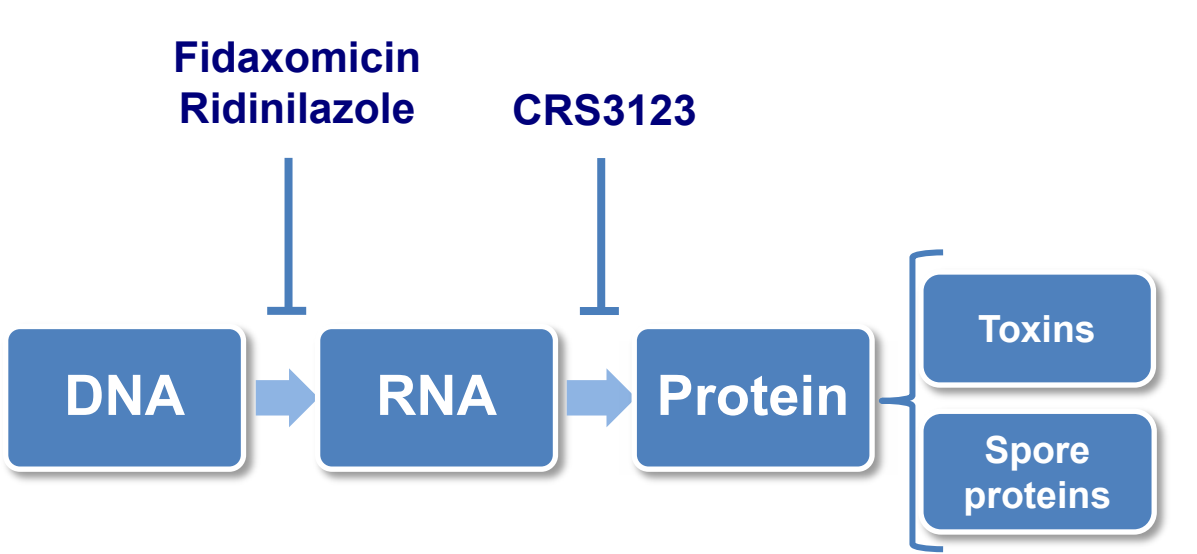 Fidaxomicin
Ridinilazole
CRS3123
DNA
RNA
Protein
Toxins
Spore
proteins